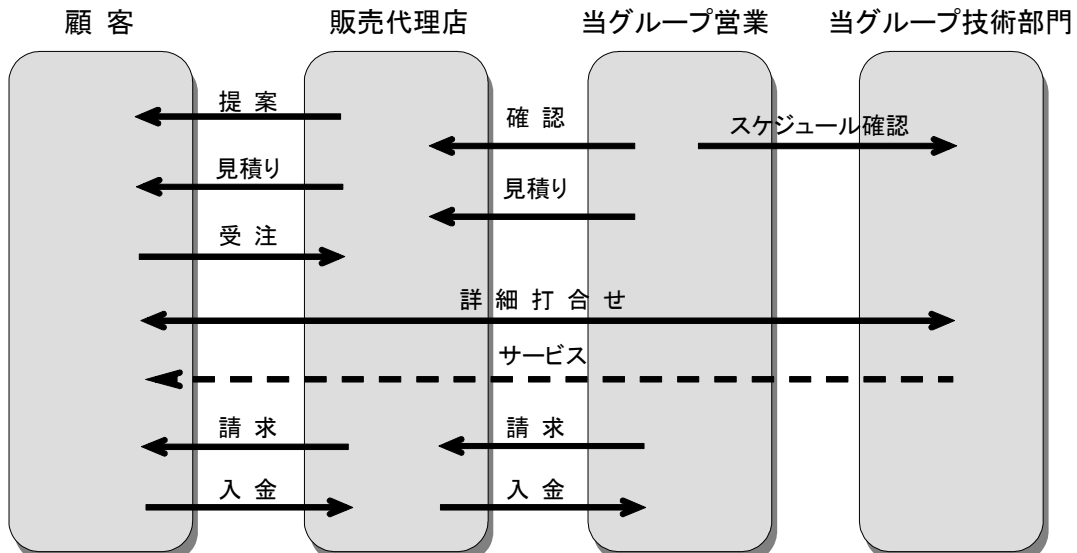 顧 客
販売代理店
当グループ営業
当グループ技術部門
提 案
確 認
スケジュール確認
見積り
見積り
受 注
詳 細 打 合 せ
サービス
請 求
請 求
入 金
入 金